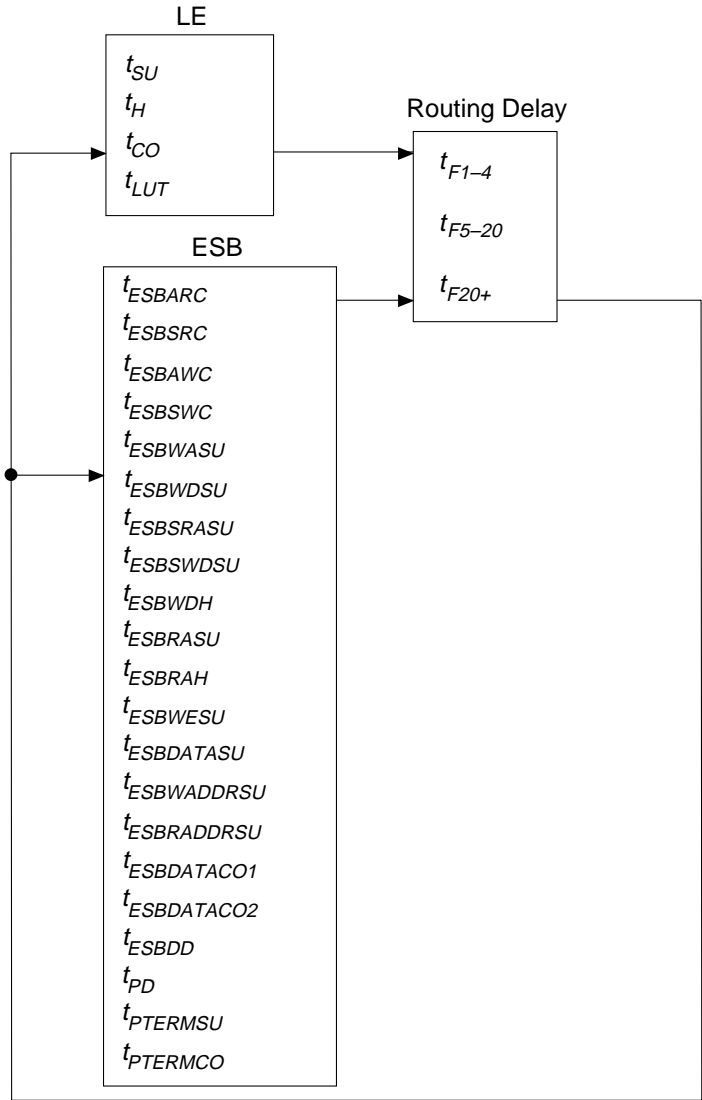 LE
tSU
tH
tCO
tLUT
Routing Delay
tF1–4
tF5–20
tF20+
ESB
tESBARC
tESBSRC
tESBAWC
tESBSWC
tESBWASU
tESBWDSU
tESBSRASU
tESBSWDSU
tESBWDH
tESBRASU
tESBRAH
tESBWESU
tESBDATASU
tESBWADDRSU
tESBRADDRSU
tESBDATACO1
tESBDATACO2
tESBDD
tPD
tPTERMSU
tPTERMCO